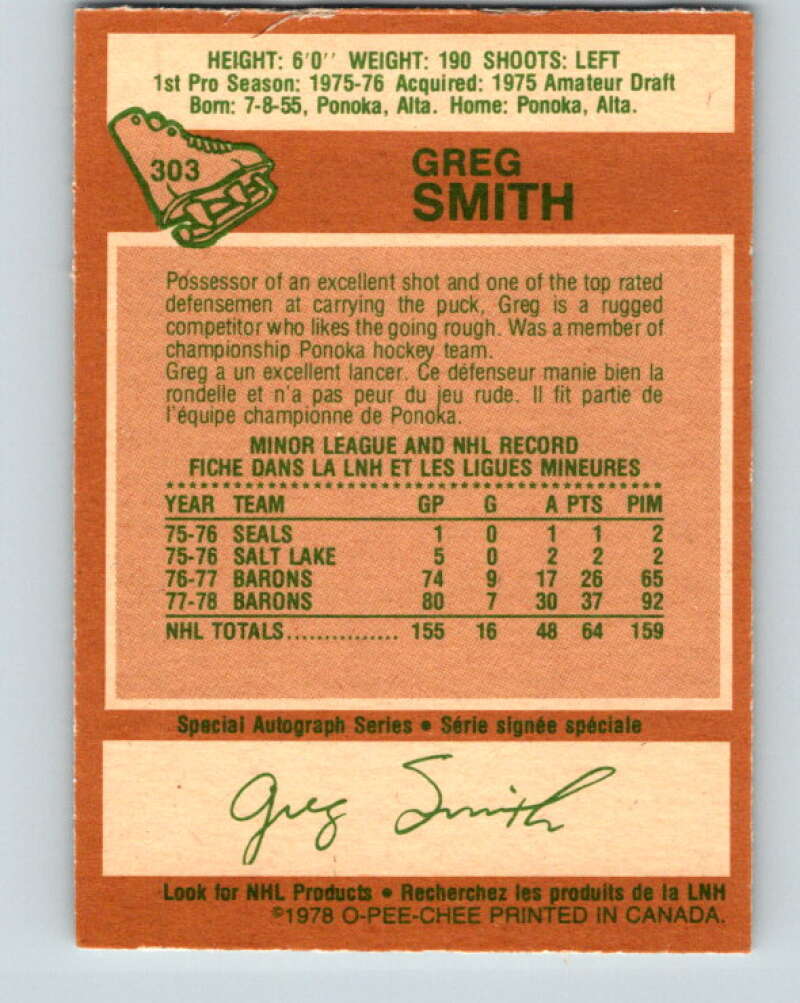 HEIGHT: 6'0'' WEIGHT: 190 SHOOTS: LEFT
1st Pro Season: 1975-76 Acquired: 1975 Amateur Draft
Born: 7-8-55, Ponoka, Alta. Home: Ponoka, Alta.
303
GREG
SMITH
Possessor of an excellent shot and one of the top rated
defensemen at carrying the puck, Greg is a rugged
competitor who likes the going rough. Was a member of
championship Ponoka hockey team.
Greg a un excellent lancer. Ce défenseur manie bien la
rondelle et n'a pas peur du jeu rude. Il fit partie de
l'équipe championne de Ponoka.
MINOR LEAGUE AND NHL RECORD
FICHE DANS LA LNH ET LES LIGUES MINEURES
YEAR TEAM GP G A PTS PIM
75-76 SEALS 1 0 1 1 2
75-76 SALT LAKE 5 0 2 2 2
76-77 BARONS 74 9 17 26 65
77-78 BARONS 80 7 30 37 92
NHL TOTALS............... 155 16 48 64 159
Special Autograph Series • Série signée spéciale
Greg Smith
Look for NHL Products • Recherchez les produits de la LNH
©1978 O-PEE-CHEE PRINTED IN CANADA.